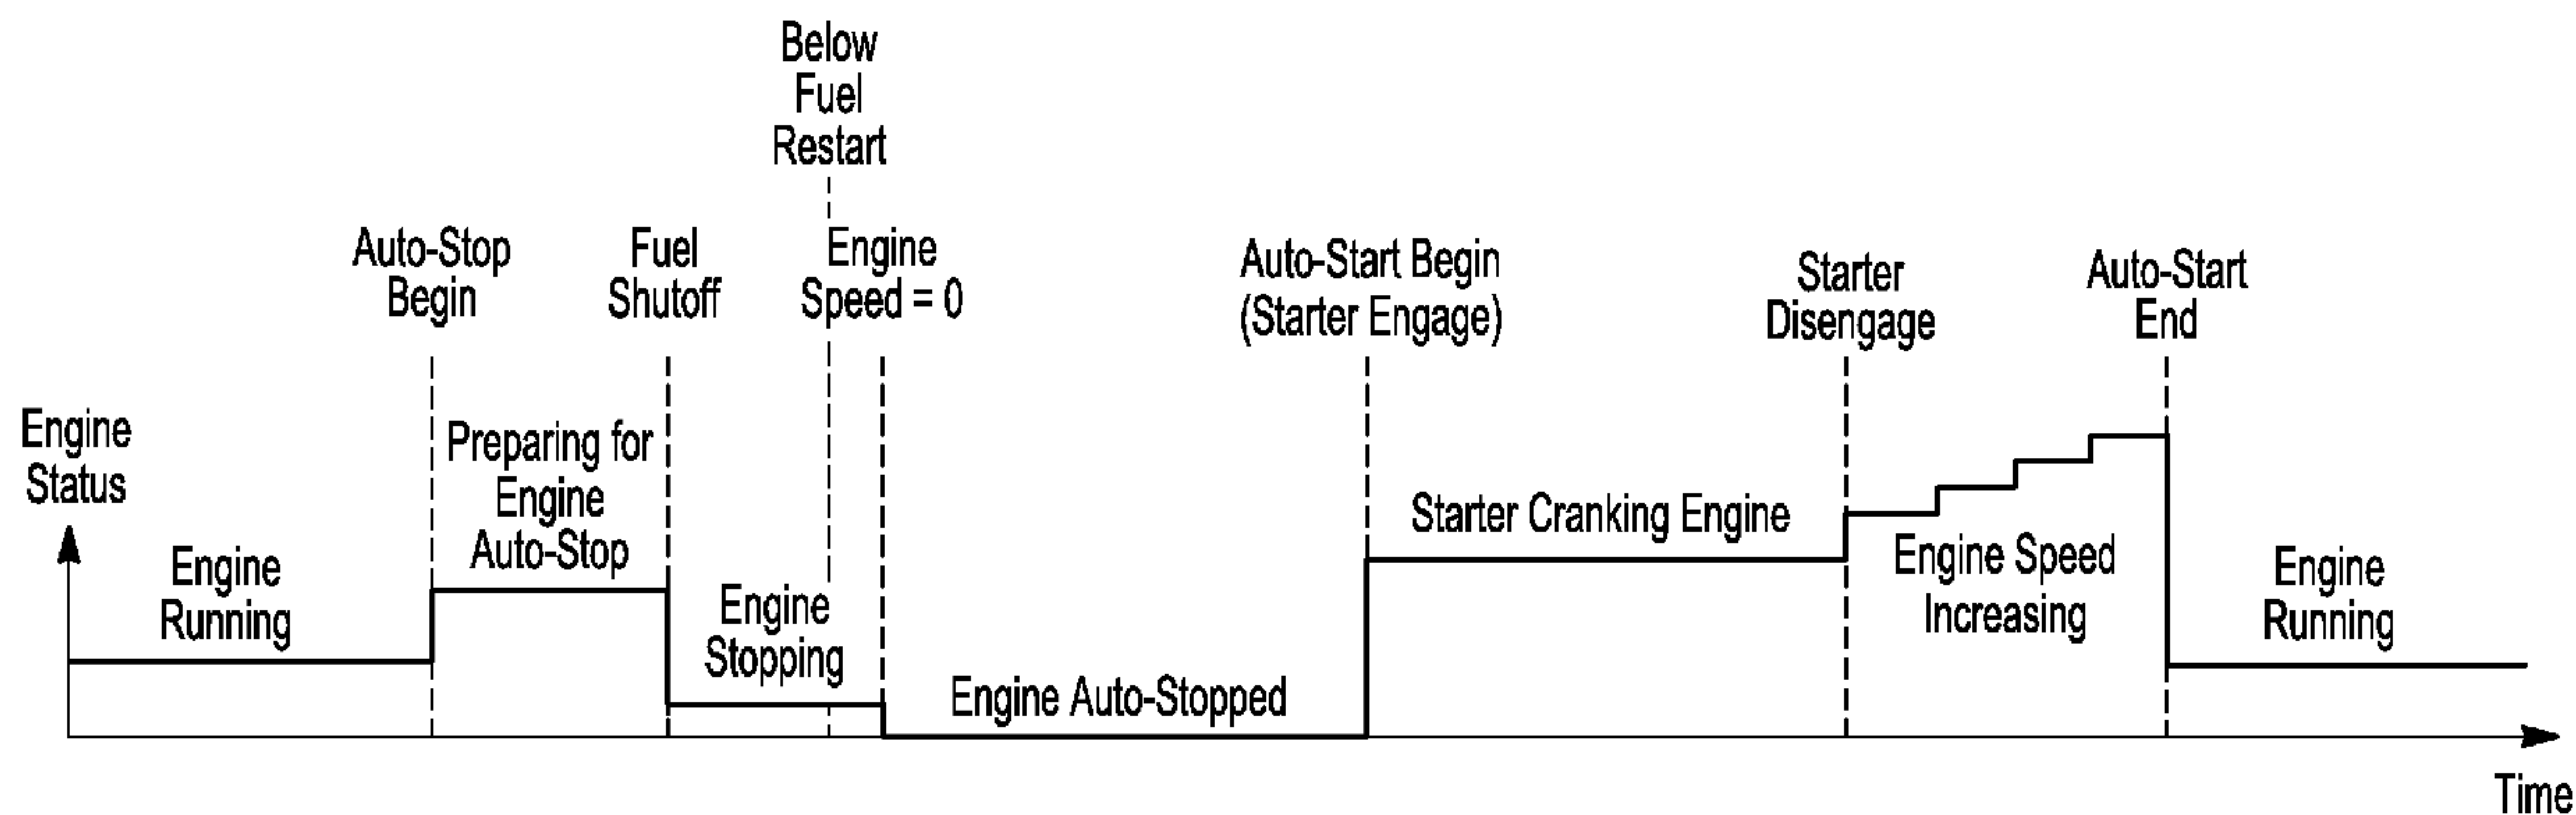 Below
Fuel
Restart
Auto-Stop
Begin
Fuel
Shutoff
Engine
Speed = 0
Auto-Start Begin
(Starter Engage)
Starter
Disengage
Auto-Start
End
Engine
Status
Engine
Running
Preparing for
Engine
Auto-Stop
Engine
Stopping
Engine Auto-Stopped
Starter Cranking Engine
Engine Speed
Increasing
Engine
Running
Time